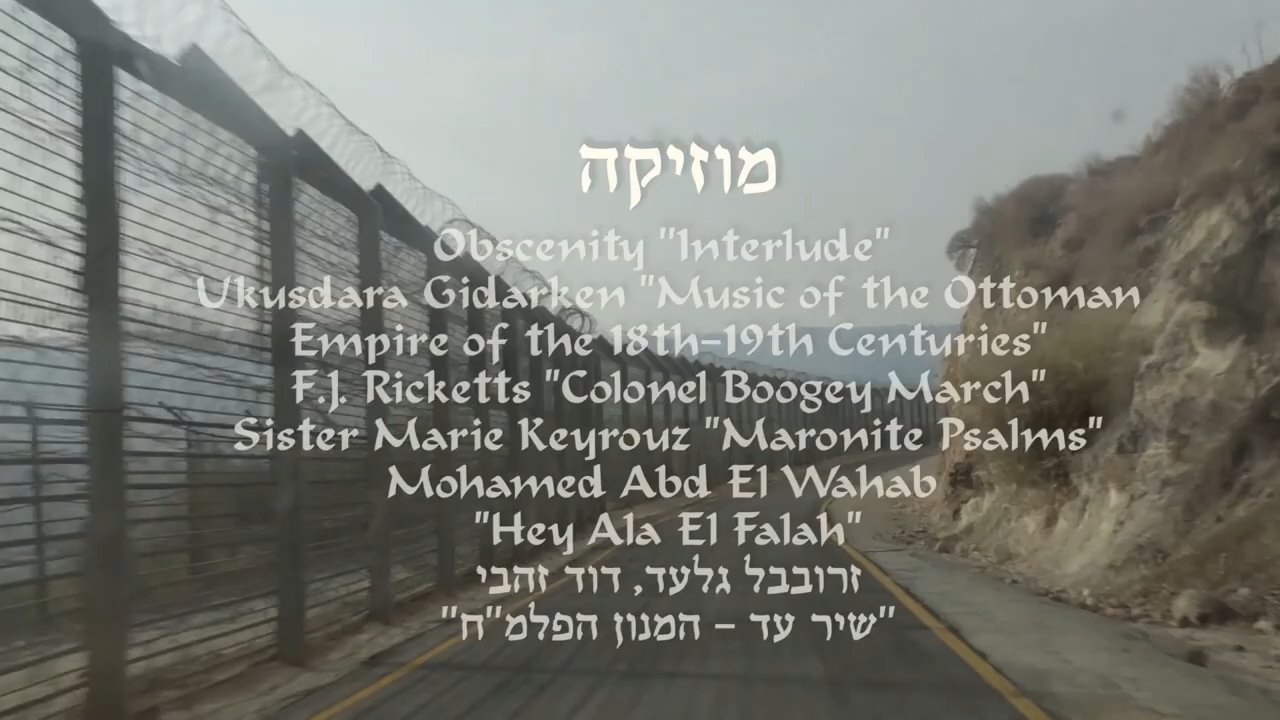 מוזיקה
Obscenity "Interlude"
Ukusdara Gidarken "Music of the Ottoman
Empire of the 18th-19th Centuries"
F.J. Ricketts "Colonel Boogey March"
Sister Marie Keyrouz "Maronite Psalms"
Mohamed Abd El Wahab
"Hey Ala El Falah"
זרובבל גלעד, דוד זהבי
"שיר עד - המנון הפלמ"ח"